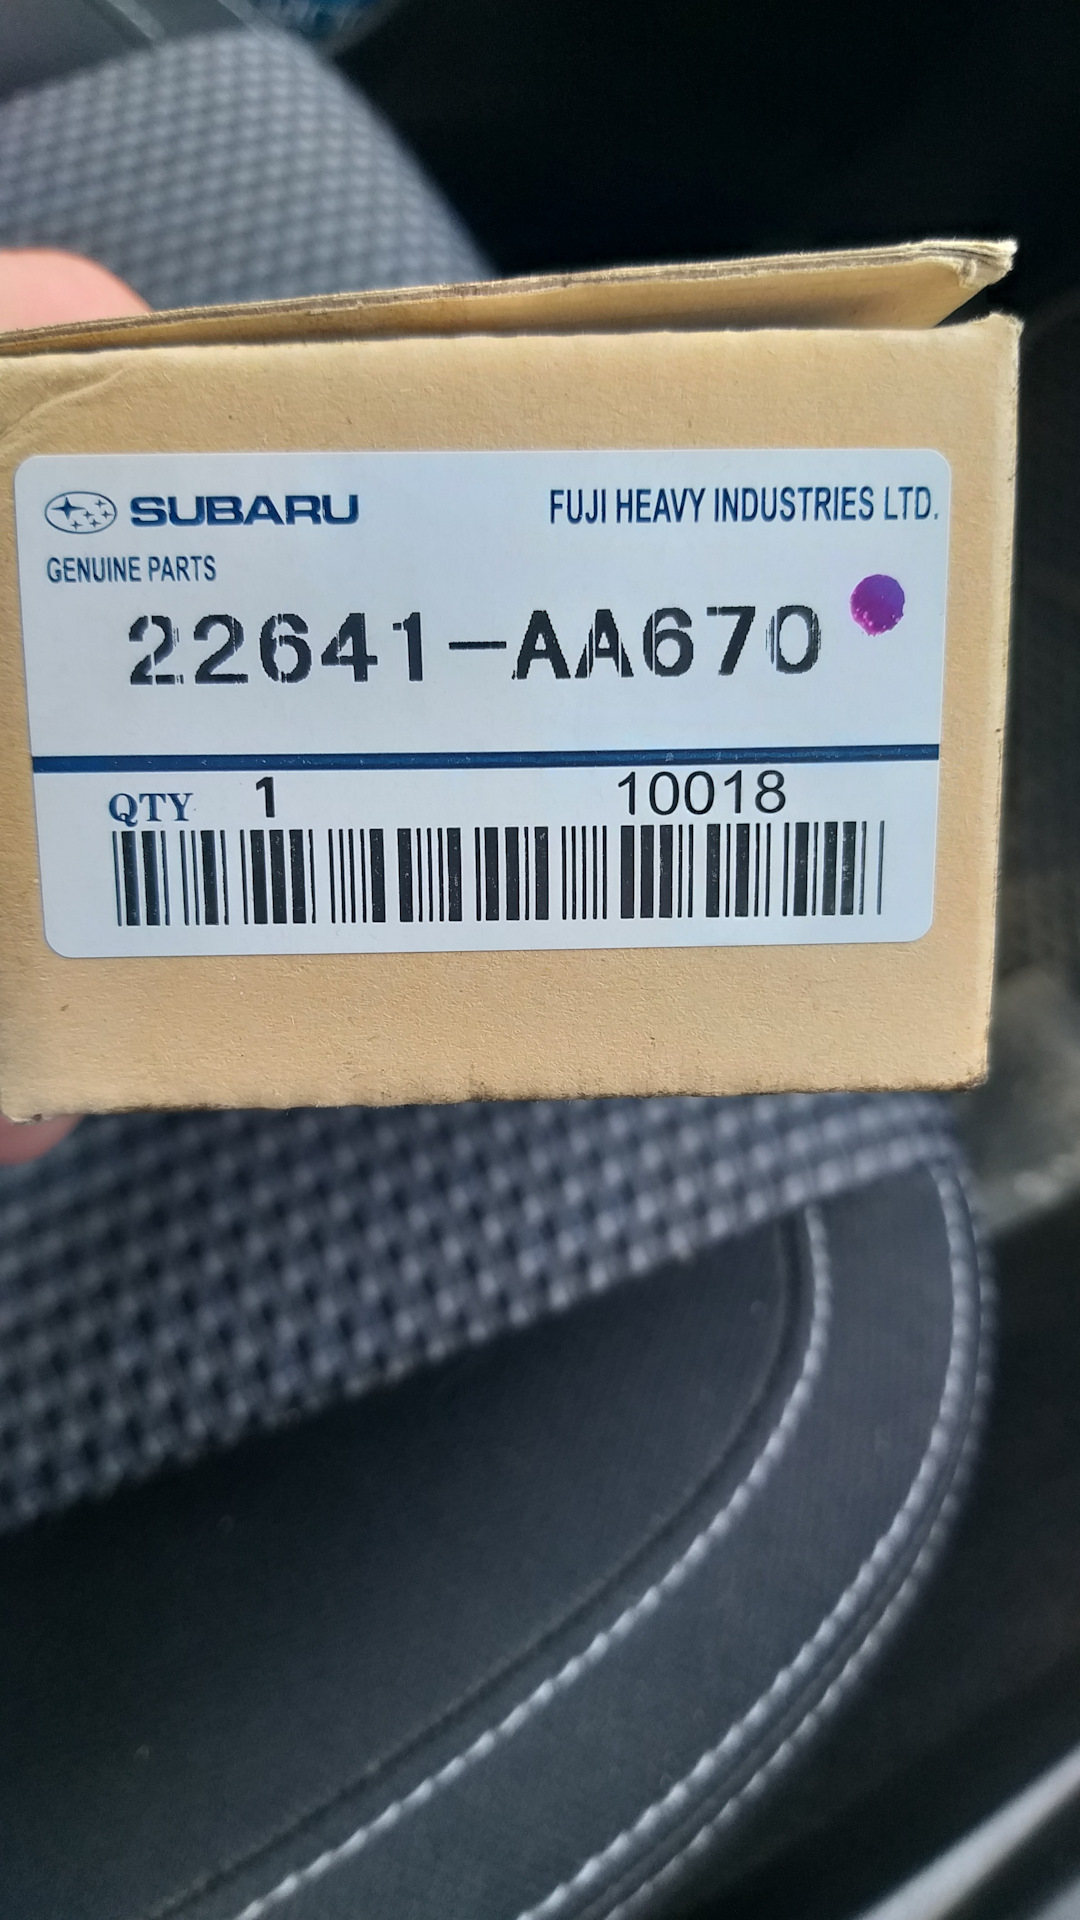 SUBARU FUJI HEAVY INDUSTRIES LTD.
GENUINE PARTS
22641-AA670
QTY 1 10018